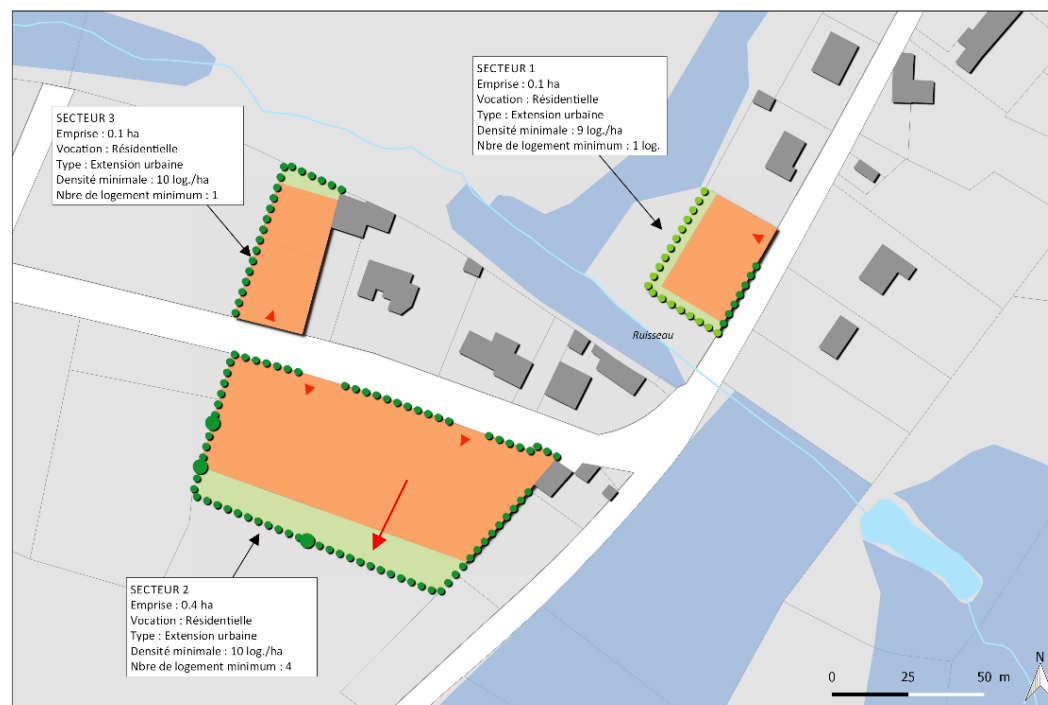 SECTEUR 1
Emprise : 0.1 ha
Vocation : Résidentielle
Type : Extension urbaine
Densité minimale : 9 log./ha
Nbre de logement minimum : 1 log.
SECTEUR 3
Emprise : 0.1 ha
Vocation : Résidentielle
Type : Extension urbaine
Densité minimale : 10 log./ha
Nbre de logement minimum : 1
Ruisseau
SECTEUR 2
Emprise : 0.4 ha
Vocation : Résidentielle
Type : Extension urbaine
Densité minimale : 10 log./ha
Nbre de logement minimum : 4
N
0 25 50 m